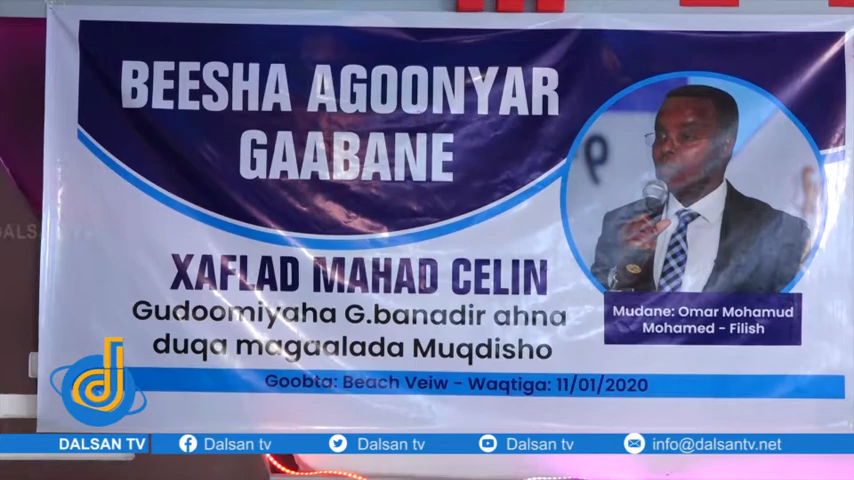 BEESHA AGOONYAR
GAABANE
XAFLAD MAHAD CELIN
Gudoomiyaha G.banadir ahna
duqa magaalada Muqdisho
Mudane: Omar Mohamud
Mohamed - Filish
Goobta: Beach Veiw - Waqtiga: 11/01/2020
DALSAN TV
Dalsan tv
Dalsan tv
Dalsan tv
info@dalsantv.net